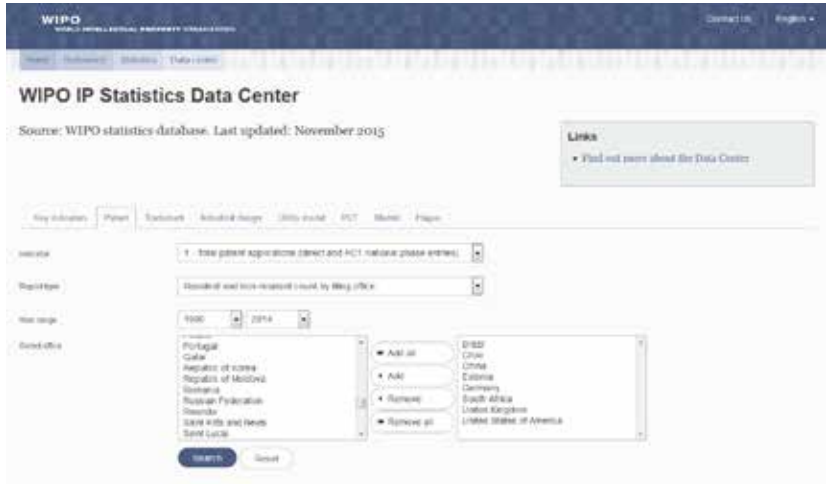 WIPO
WORLD INTELLECTUAL PROPERTY ORGANIZATION
Contact Us English
Home Statistics Data center
WIPO IP Statistics Data Center
Source: WIPO statistics database. Last updated: November 2015
Links
Find out more about the Data Center
Key indicators Patent Trademark Industrial design Utility model PCT Madrid Hague
Indicator
1 - Total patent applications (direct and PCT national phase entries)
Report type
Resident and non-resident count by filing office
Year range
2014
Portugal
Qatar
Republic of Korea
Republic of Moldova
Romania
Russian Federation
Rwanda
Saint Kitts and Nevis
Saint Lucia
Add all
Add
Remove
Remove all
Brazil
Chile
China
Estonia
Germany
South Africa
United Kingdom
United States of America
Search
Reset